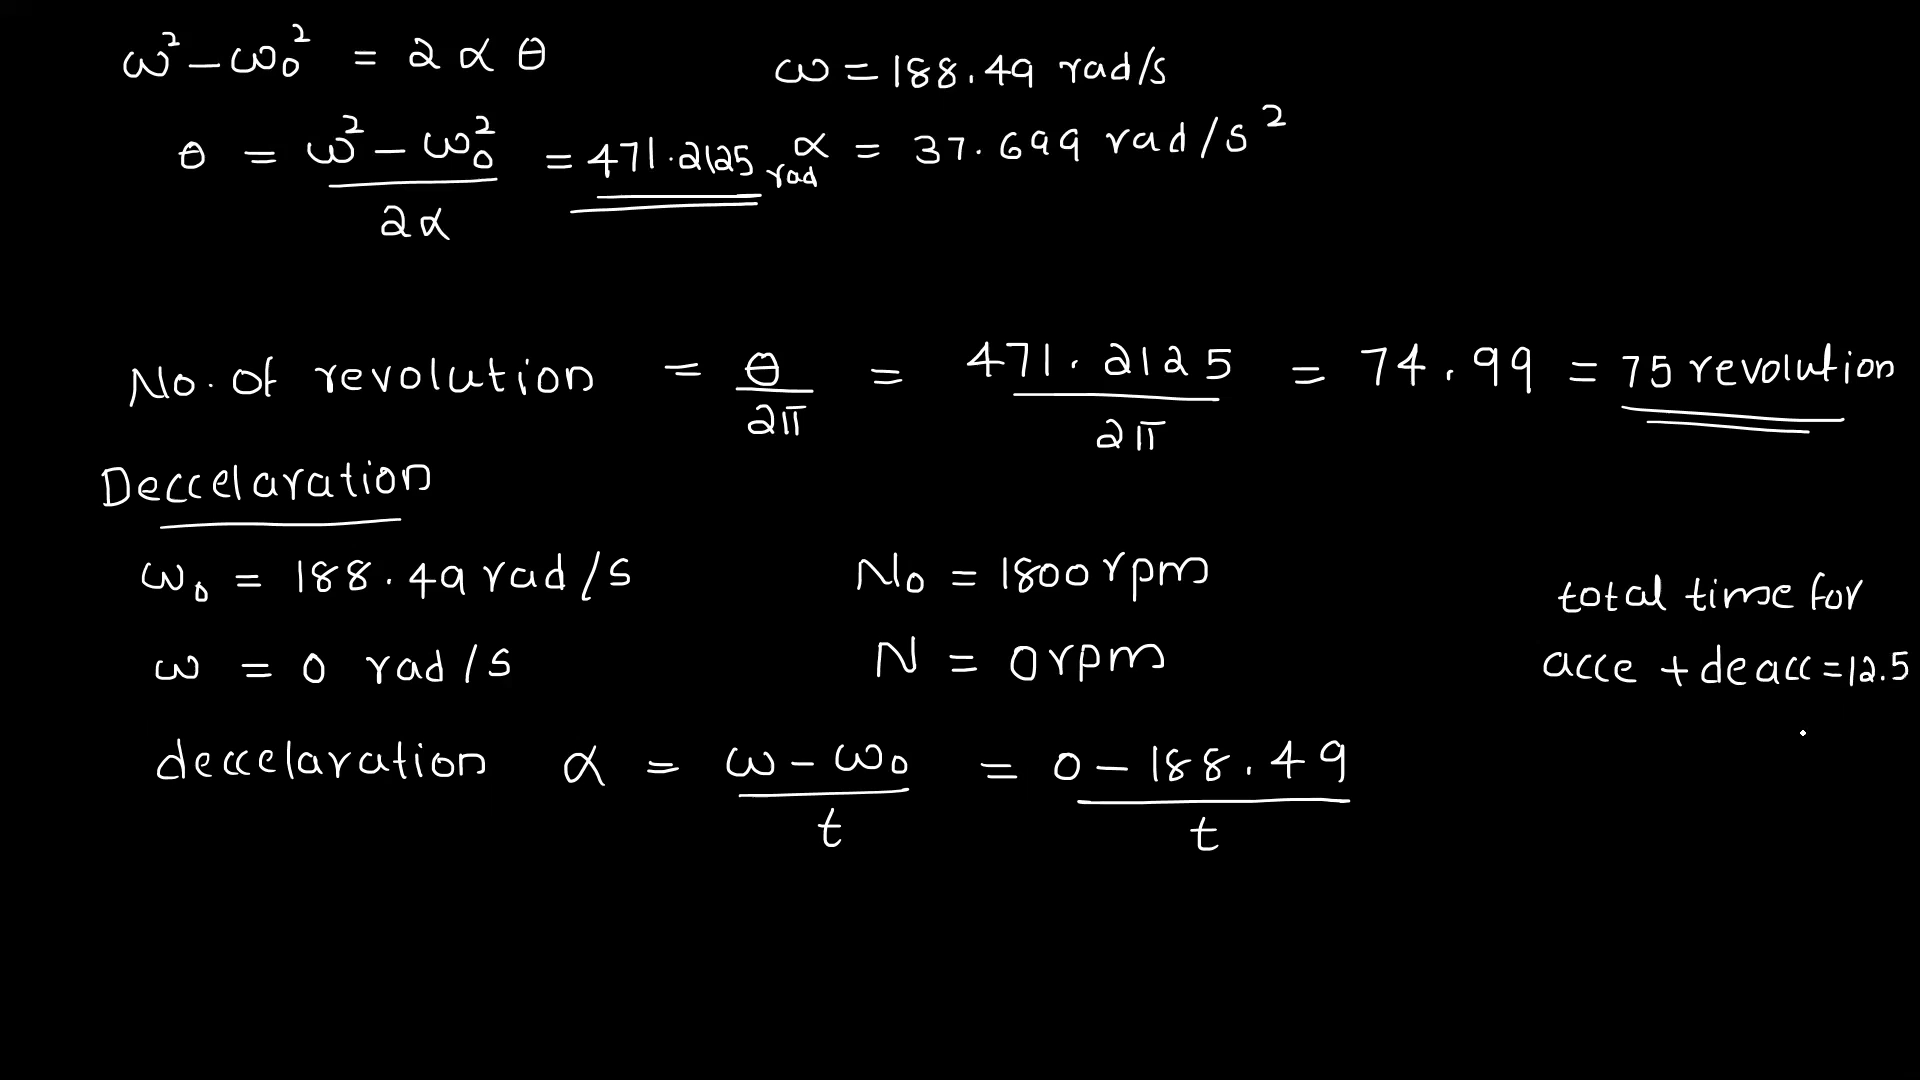 ω² - ω₀² = 2 α θ
ω = 188.49 rad/s
θ = ω² - ω₀² / 2α = 471.2125 rad
α = 37.699 rad/s²
No. of revolution = θ / 2π = 471.2125 / 2π = 74.99 = 75 revolution
Deccelaration
ω₀ = 188.49 rad/s
N₀ = 1800 rpm
ω = 0 rad/s
N = 0 rpm
total time for
acce + deacc = 12.5
deccelaration α = ω - ω₀ / t = 0 - 188.49 / t